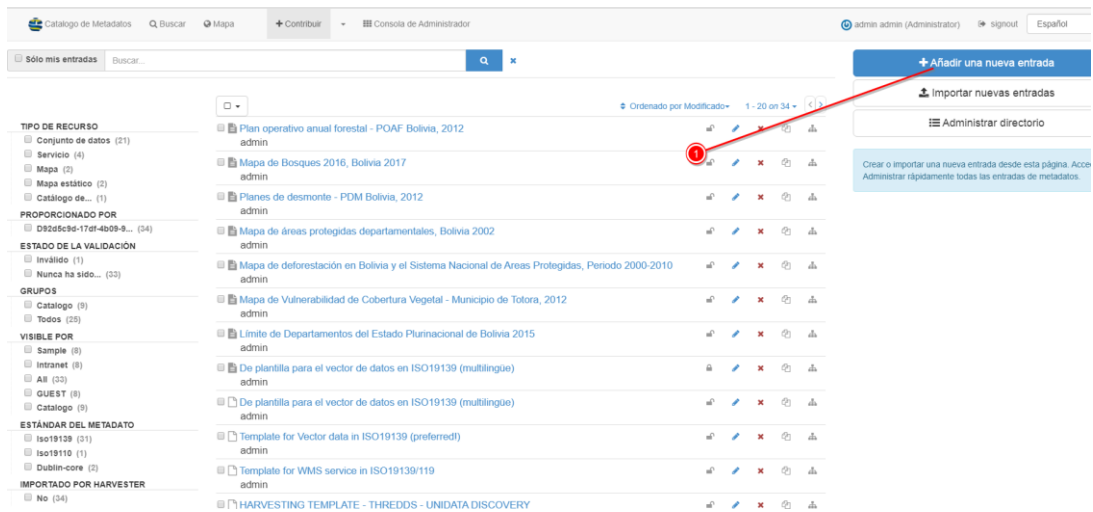 Catalogo de Metadatos Buscar Mapa + Contribuir Consola de Administrador admin admin (Administrator) signout Español
Sólo mis entradas Buscar...
+ Añadir una nueva entrada
Importar nuevas entradas
Administrar directorio
Crear o importar una nueva entrada desde esta página. Acce
Administrar rápidamente todas las entradas de metadatos.
Ordenado por Modificado 1 - 20 on 34
TIPO DE RECURSO
Conjunto de datos (21)
Servicio (4)
Mapa (2)
Mapa estático (2)
Catálogo de... (1)
PROPORCIONADO POR
D92d5c9d-17df-4b09-9... (34)
ESTADO DE LA VALIDACIÓN
Inválido (1)
Nunca ha sido... (33)
GRUPOS
Catalogo (9)
Todos (25)
VISIBLE POR
Sample (8)
Intranet (8)
All (33)
GUEST (8)
Catalogo (9)
ESTÁNDAR DEL METADATO
Iso19139 (31)
Iso19110 (1)
Dublin-core (2)
IMPORTADO POR HARVESTER
No (34)
Plan operativo anual forestal - POAF Bolivia, 2012
admin
1
Mapa de Bosques 2016, Bolivia 2017
admin
Planes de desmonte - PDM Bolivia, 2012
admin
Mapa de áreas protegidas departamentales, Bolivia 2002
admin
Mapa de deforestación en Bolivia y el Sistema Nacional de Areas Protegidas, Periodo 2000-2010
admin
Mapa de Vulnerabilidad de Cobertura Vegetal - Municipio de Totora, 2012
admin
Límite de Departamentos del Estado Plurinacional de Bolivia 2015
admin
De plantilla para el vector de datos en ISO19139 (multilingüe)
admin
De plantilla para el vector de datos en ISO19139 (multilingüe)
admin
Template for Vector data in ISO19139 (preferred!)
admin
Template for WMS service in ISO19139/119
admin
HARVESTING TEMPLATE - THREDDS - UNIDATA DISCOVERY